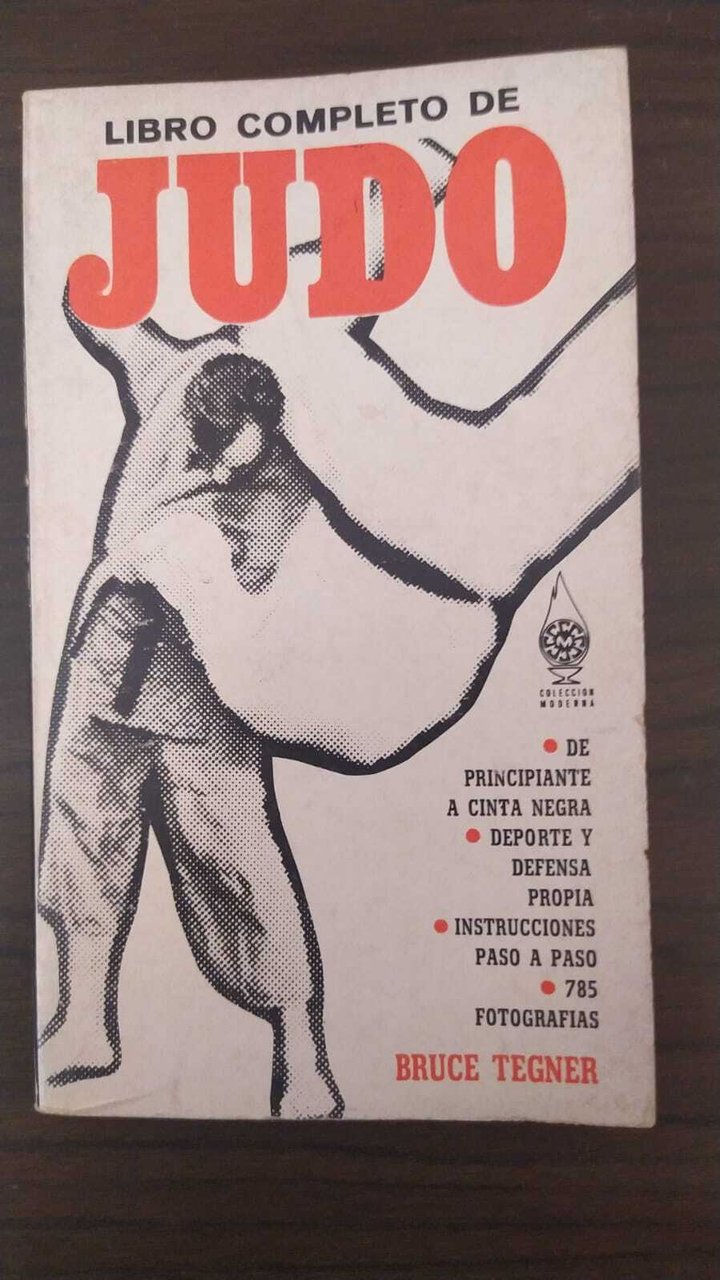 LIBRO COMPLETO DE
JUDO
COLECCION
MODERNA
• DE
PRINCIPIANTE
A CINTA NEGRA
• DEPORTE Y
DEFENSA
PROPIA
• INSTRUCCIONES
PASO A PASO
• 785
FOTOGRAFIAS
BRUCE TEGNER